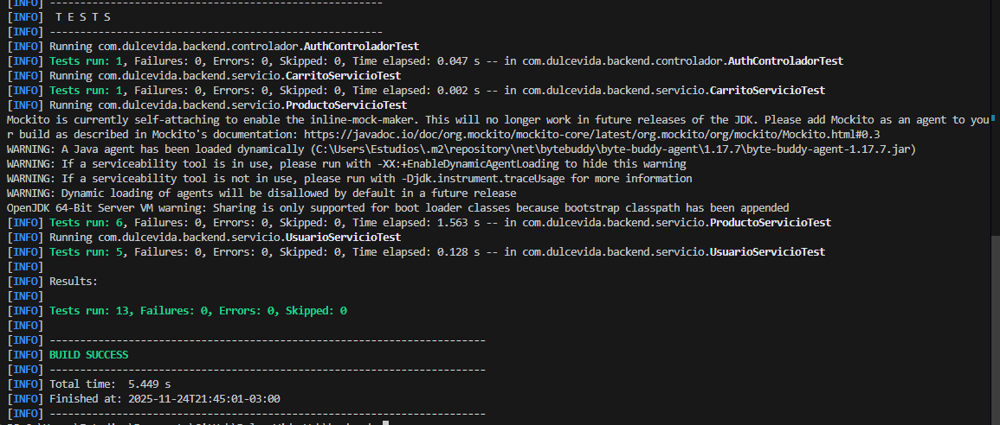 [INFO] -------------------------------------------------------
[INFO]  T E S T S
[INFO] -------------------------------------------------------
[INFO] Running com.dulcevida.backend.controlador.AuthControladorTest
[INFO] Tests run: 1, Failures: 0, Errors: 0, Skipped: 0, Time elapsed: 0.047 s -- in com.dulcevida.backend.controlador.AuthControladorTest
[INFO] Running com.dulcevida.backend.servicio.CarritoServicioTest
[INFO] Tests run: 1, Failures: 0, Errors: 0, Skipped: 0, Time elapsed: 0.002 s -- in com.dulcevida.backend.servicio.CarritoServicioTest
[INFO] Running com.dulcevida.backend.servicio.ProductoServicioTest
Mockito is currently self-attaching to enable the inline-mock-maker. This will no longer work in future releases of the JDK. Please add Mockito as an agent to you
r build as described in Mockito's documentation: https://javadoc.io/doc/org.mockito/mockito-core/latest/org.mockito/org/mockito/Mockito.html#0.3
WARNING: A Java agent has been loaded dynamically (C:\Users\Estudios\.m2\repository\net\bytebuddy\byte-buddy-agent\1.17.7\byte-buddy-agent-1.17.7.jar)
WARNING: If a serviceability tool is in use, please run with -XX:+EnableDynamicAgentLoading to hide this warning
WARNING: If a serviceability tool is not in use, please run with -Djdk.instrument.traceUsage for more information
WARNING: Dynamic loading of agents will be disallowed by default in a future release
OpenJDK 64-Bit Server VM warning: Sharing is only supported for boot loader classes because bootstrap classpath has been appended
[INFO] Tests run: 6, Failures: 0, Errors: 0, Skipped: 0, Time elapsed: 1.563 s -- in com.dulcevida.backend.servicio.ProductoServicioTest
[INFO] Running com.dulcevida.backend.servicio.UsuarioServicioTest
[INFO] Tests run: 5, Failures: 0, Errors: 0, Skipped: 0, Time elapsed: 0.128 s -- in com.dulcevida.backend.servicio.UsuarioServicioTest
[INFO]
[INFO] Results:
[INFO]
[INFO] Tests run: 13, Failures: 0, Errors: 0, Skipped: 0
[INFO]
[INFO] ------------------------------------------------------------------------
[INFO] BUILD SUCCESS
[INFO] ------------------------------------------------------------------------
[INFO] Total time:  5.449 s
[INFO] Finished at: 2025-11-24T21:45:01-03:00
[INFO] ------------------------------------------------------------------------